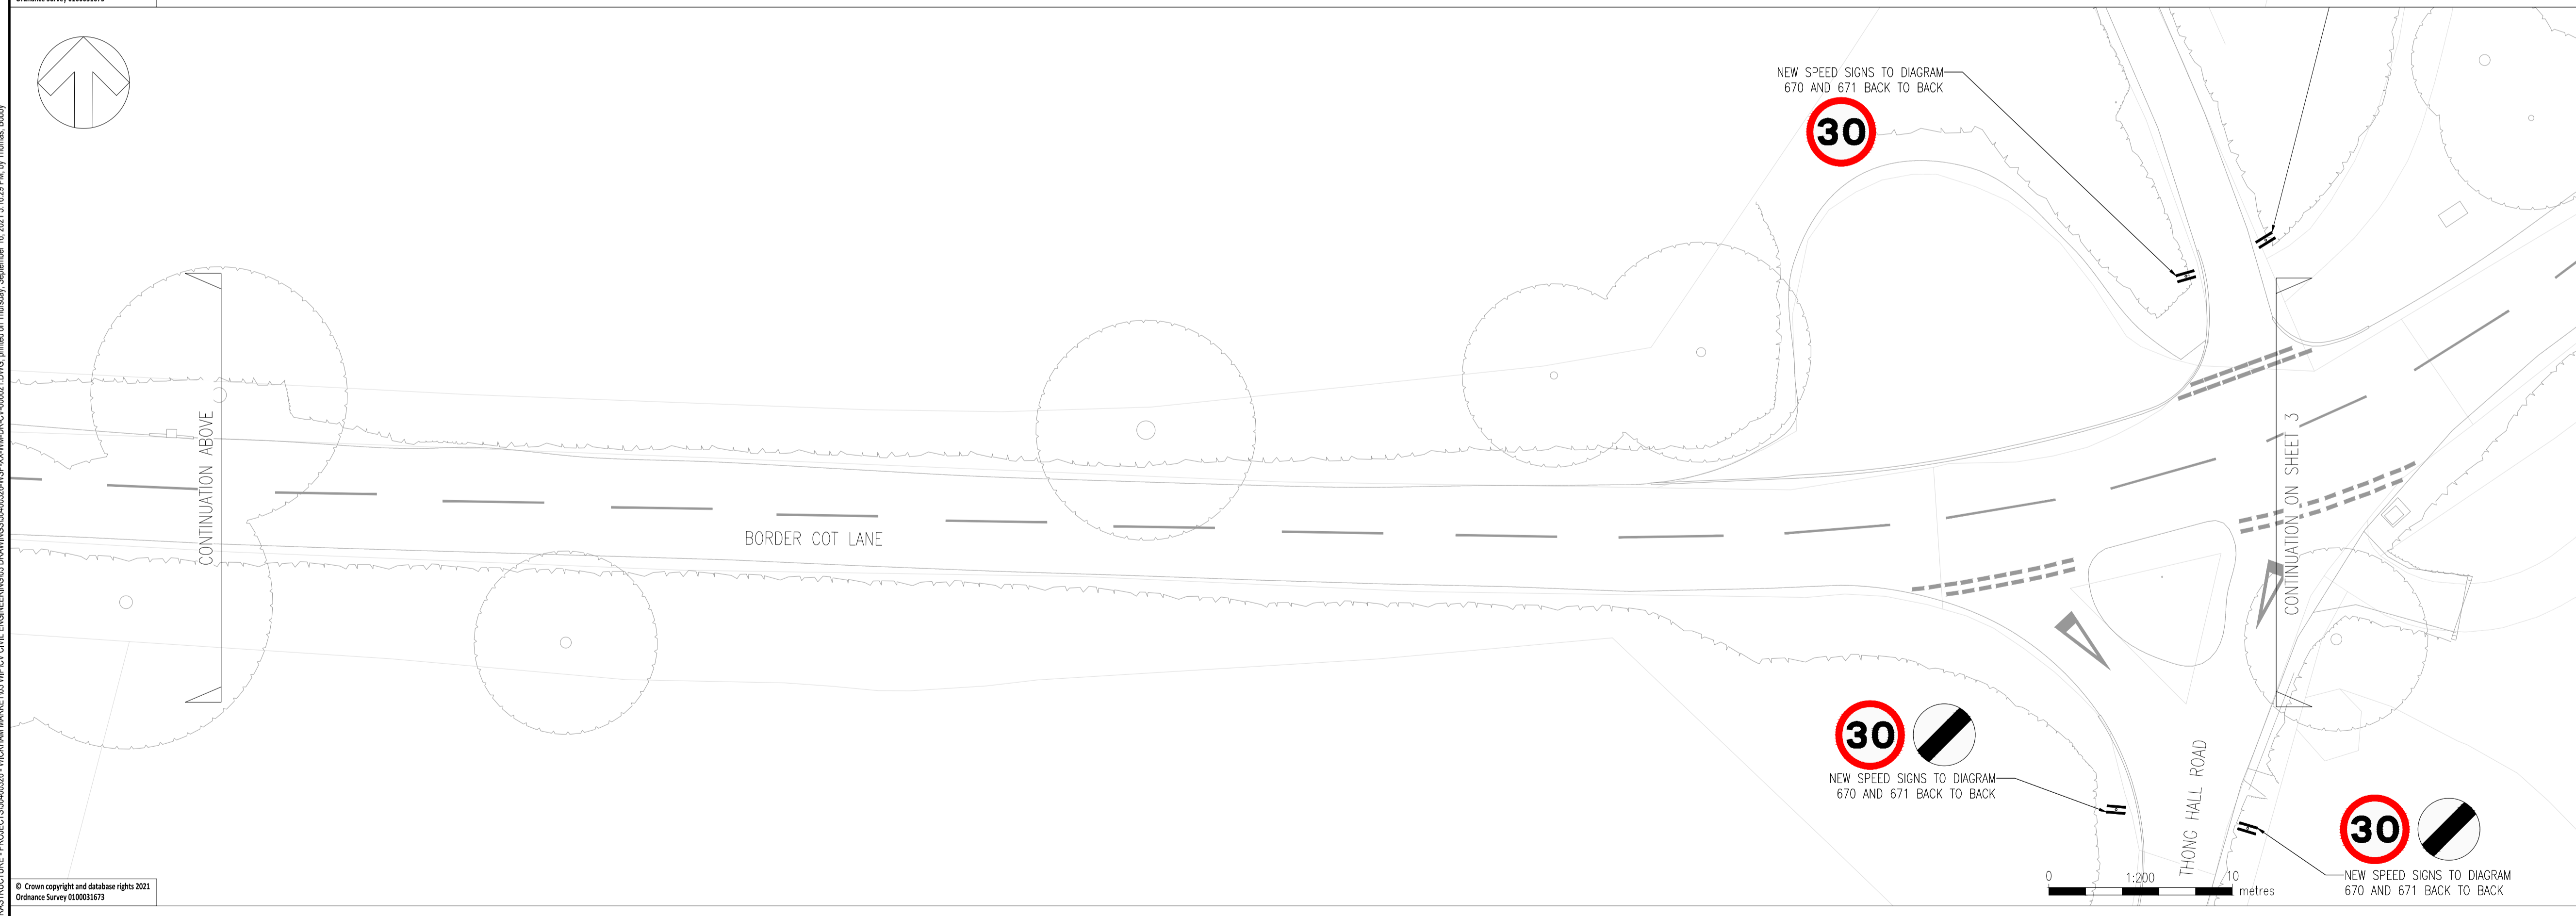 Ordnance Survey 0100031673
NEW SPEED SIGNS TO DIAGRAM
670 AND 671 BACK TO BACK
30
CONTINUATION ABOVE
BORDER COT LANE
CONTINUATION ON SHEET 3
30
NEW SPEED SIGNS TO DIAGRAM
670 AND 671 BACK TO BACK
THONG HALL ROAD
30
NEW SPEED SIGNS TO DIAGRAM
670 AND 671 BACK TO BACK
0 1:200 10
metres
© Crown copyright and database rights 2021
Ordnance Survey 0100031673